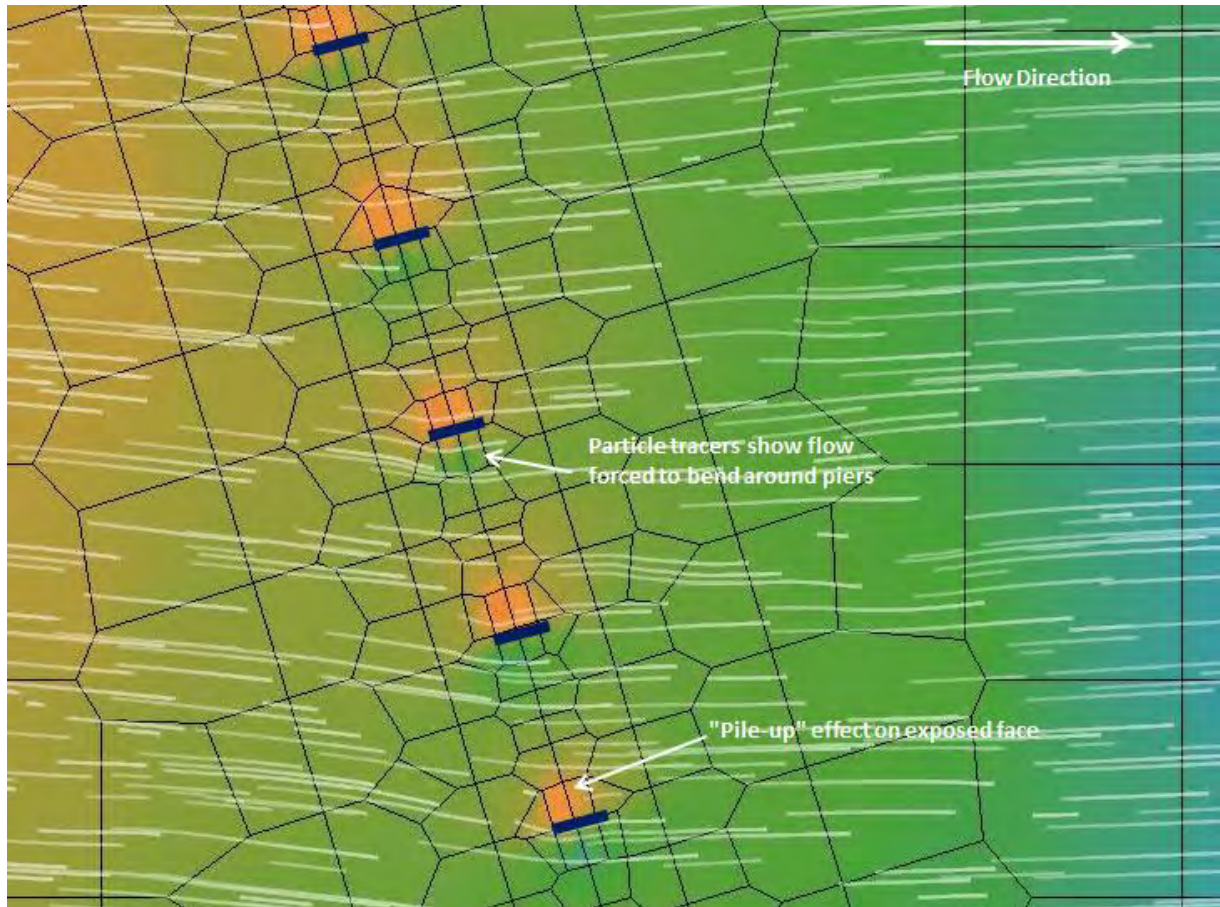 Flow Direction
Particle tracers show flow
forced to bend around piers
"Pile-up" effect on exposed face